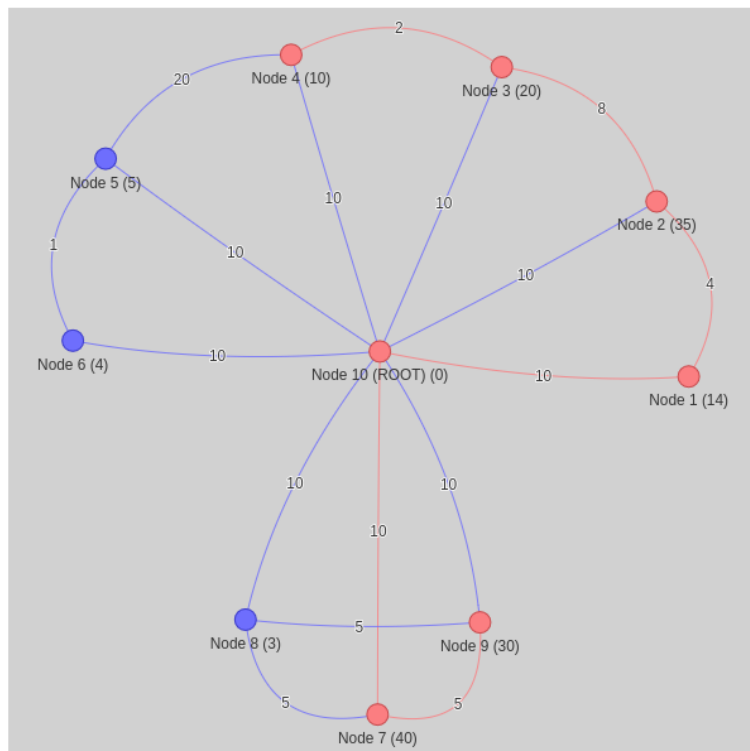 2
Node 4 (10)
20
Node 3 (20)
8
Node 5 (5)
10
10
Node 2 (35)
1
10
10
4
10
Node 6 (4)
Node 10 (ROOT) (0)
10
Node 1 (14)
10
10
10
5
Node 8 (3)
Node 9 (30)
5
5
Node 7 (40)